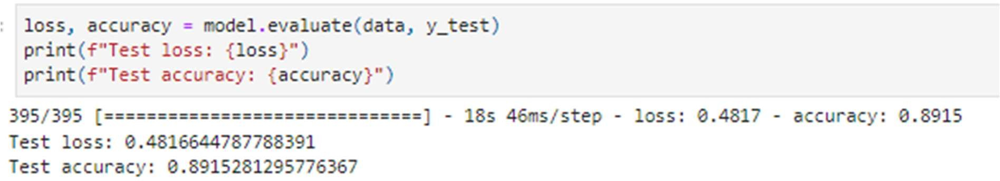 loss, accuracy = model.evaluate(data, y_test)
print(f"Test loss: {loss}")
print(f"Test accuracy: {accuracy}")
395/395 [==============================] - 18s 46ms/step - loss: 0.4817 - accuracy: 0.8915
Test loss: 0.4816644787788391
Test accuracy: 0.8915281295776367